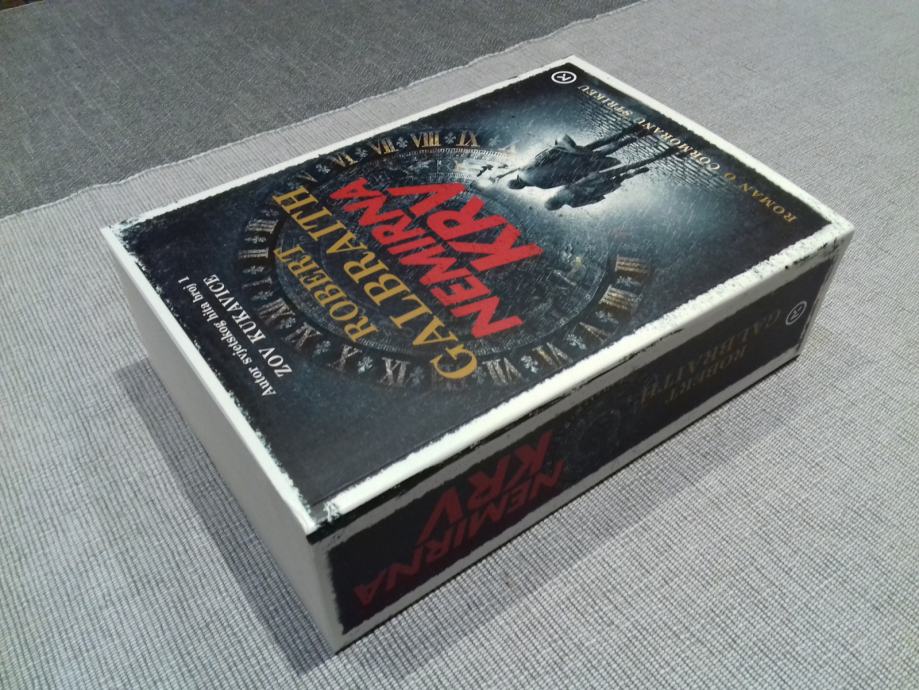 Autor svjetskog hita broj 1
ZOV KUKAVICE
ROBERT
GALBRAITH
NEMIRNA
KRV
ROMAN O CORMORANU STRIKEU
K
NEMIRNA
KRV
ROBERT
GALBRAITH
K